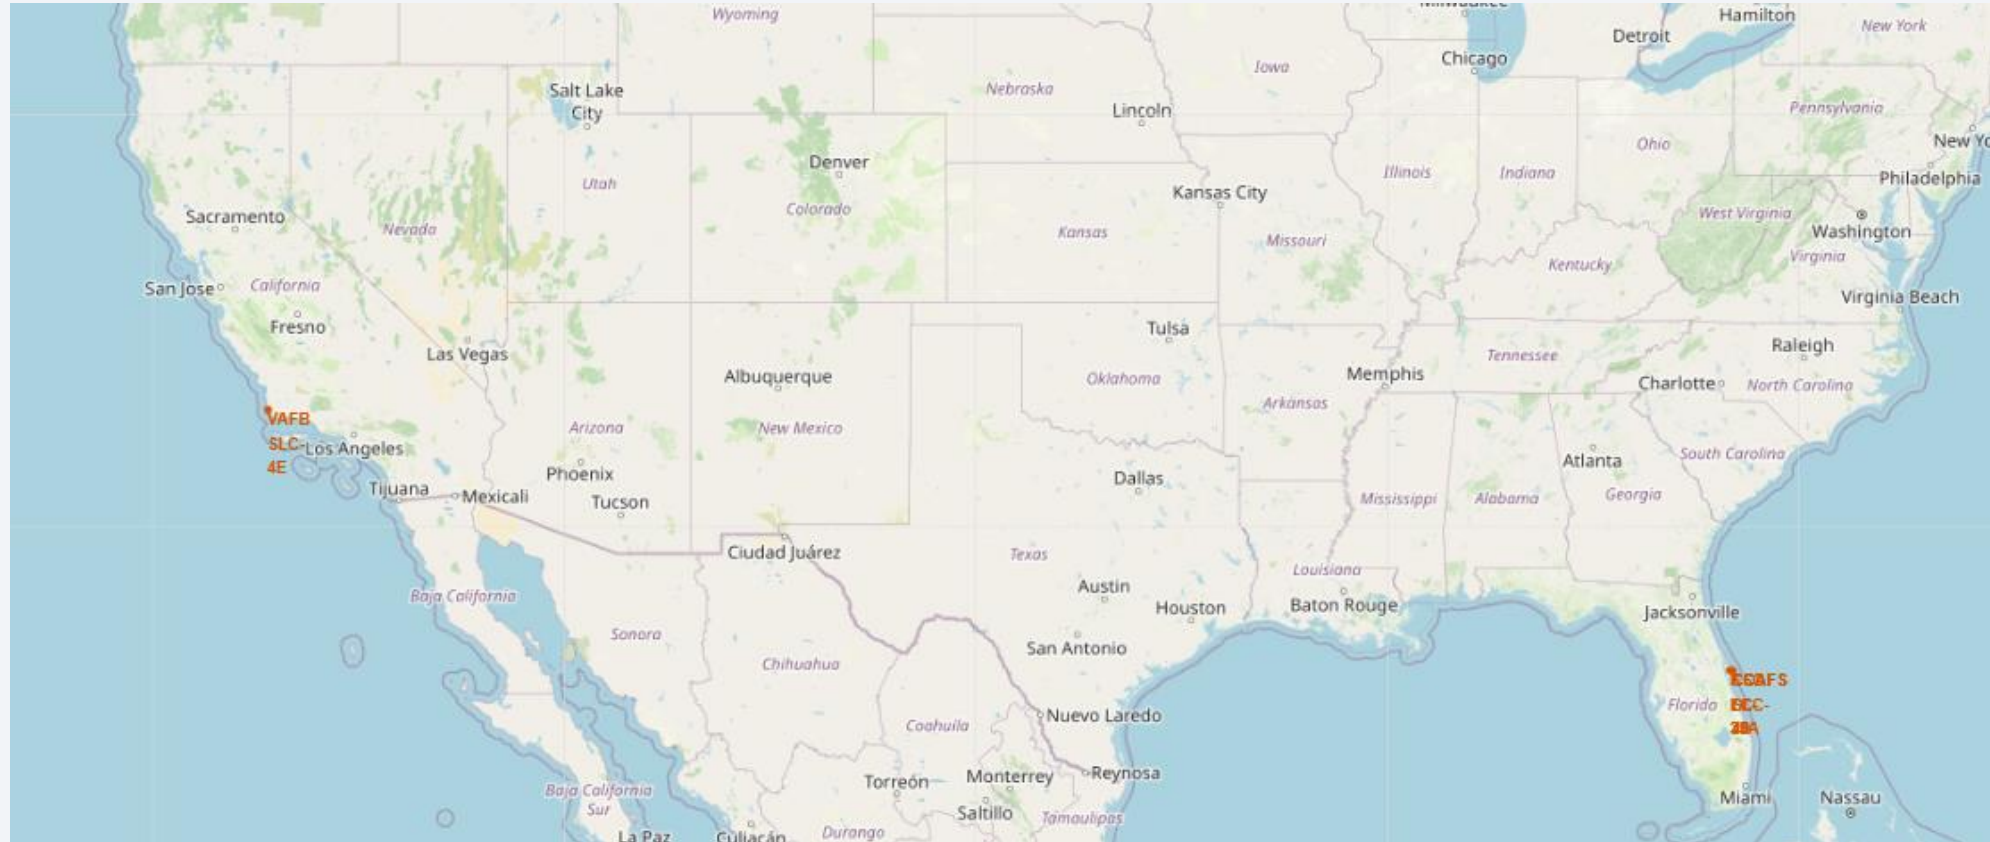 Milwaukee
Hamilton
Wyoming
New York
Detroit
Chicago
Iowa
Nebraska
Salt Lake
City
Lincoln
Pennsylvania
Ohio
New Yo
Denver
Utah
Illinois
Indiana
Philadelphia
Kansas City
Colorado
Sacramento
Nevada
West Virginia
Washington
Kansas
Missouri
Virginia
Kentucky
San Jose
California
Virginia Beach
Fresno
Tulsa
Raleigh
Las Vegas
Tennessee
Albuquerque
Oklahoma
Memphis
Charlotte
North Carolina
Arkansas
VAFB
SLC-
4E
Arizona
New Mexico
Los Angeles
South Carolina
Atlanta
Phoenix
Dallas
Tijuana
Mexicali
Tucson
Mississippi
Alabama
Georgia
Ciudad Juárez
Texas
Louisiana
Austin
Baja California
Houston
Baton Rouge
Jacksonville
Sonora
San Antonio
Chihuahua
Florida
Nuevo Laredo
Coahuila
Torreón
Monterrey
Reynosa
Baja California
Sur
Miami
Nassau
Saltillo
Tamaulipas
La Paz
Culiacán
Durango